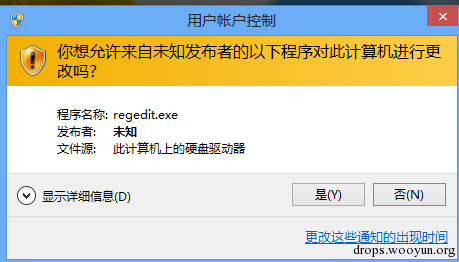 用户帐户控制
你想允许来自未知发布者的以下程序对此计算机进行更
改吗?
程序名称: regedit.exe
发布者: 未知
文件源: 此计算机上的硬盘驱动器
显示详细信息(D) 是(Y) 否(N)
更改这些通知的出现时间
drops.wooyun.org